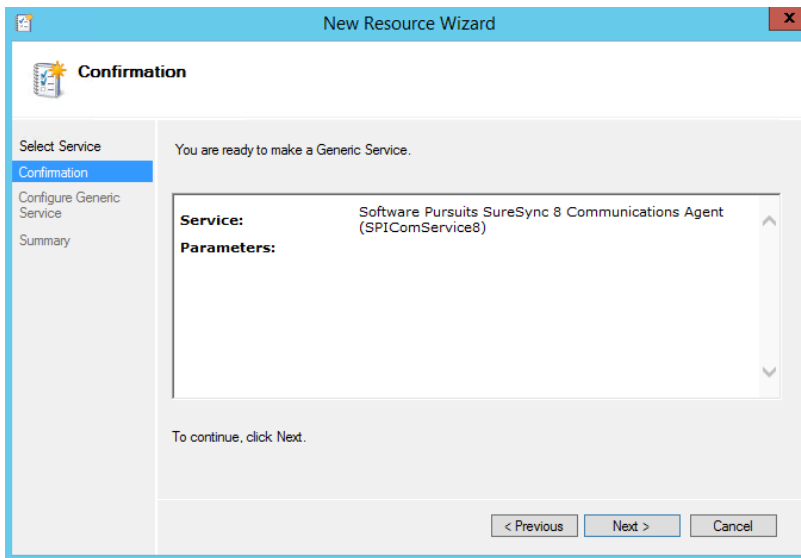 New Resource Wizard
x
Confirmation
Select Service
Confirmation
Configure Generic
Service
Summary
You are ready to make a Generic Service.
Service:
Software Pursuits SureSync 8 Communications Agent
(SPIComService8)
Parameters:
To continue, click Next.
< Previous
Next >
Cancel